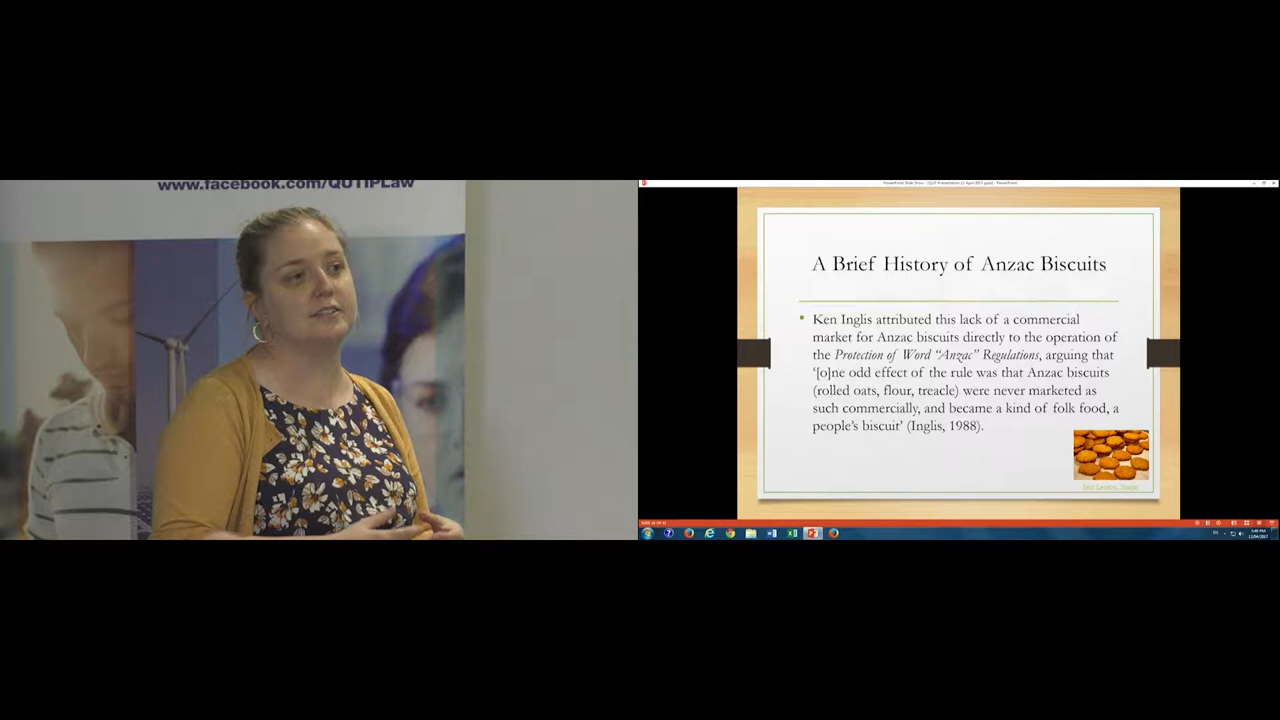 www.facebook.com/QUTIPLaw
A Brief History of Anzac Biscuits
• Ken Inglis attributed this lack of a commercial
market for Anzac biscuits directly to the operation of
the Protection of Word “Anzac” Regulations, arguing that
‘[o]ne odd effect of the rule was that Anzac biscuits
(rolled oats, flour, treacle) were never marketed as
such commercially, and became a kind of folk food, a
people’s biscuit’ (Inglis, 1988).